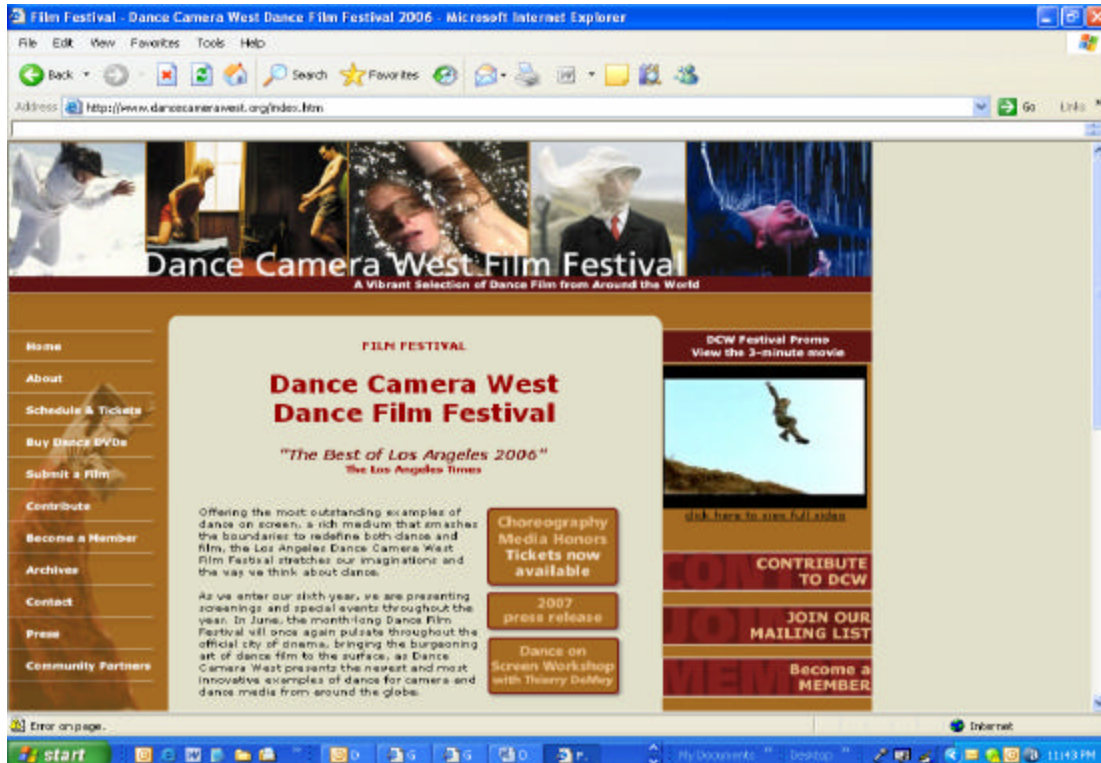 Film Festival - Dance Camera West Dance Film Festival 2006 - Microsoft Internet Explorer
File Edit View Favorites Tools Help
Back Search Favorites
Address http://www.dancecamerawest.org/index.htm Go Links
Dance Camera West Film Festival
A Vibrant Selection of Dance Film from Around the World
Home
About
Schedule & Tickets
Buy Dance DVDs
Submit a Film
Contribute
Become a Member
Archives
Contact
Press
Community Partners
FILM FESTIVAL
Dance Camera West
Dance Film Festival
"The Best of Los Angeles 2006"
The Los Angeles Times
Offering the most outstanding examples of
dance on screen, a rich medium that smashes
the boundaries to redefine both dance and
film, the Los Angeles Dance Camera West
Film Festival stretches our imaginations and
the way we think about dance.
As we enter our sixth year, we are presenting
screenings and special events throughout the
year. In June, the month-long Dance Film
Festival will once again pulsate throughout the
official city of cinema, bringing the burgeoning
art of dance film to the surface, as Dance
Camera West presents the newest and most
innovative examples of dance for camera and
dance media from around the globe.
Choreography
Media Honors
Tickets now
available
2007
press release
Dance on
Screen Workshop
with Thierry DeMey
DCW Festival Promo
View the 3-minute movie
click here to view full video
CONTRIBUTE
TO DCW
JOIN OUR
MAILING LIST
Become a
MEMBER
Error on page. Internet
start My Documents Desktop 11:43 PM